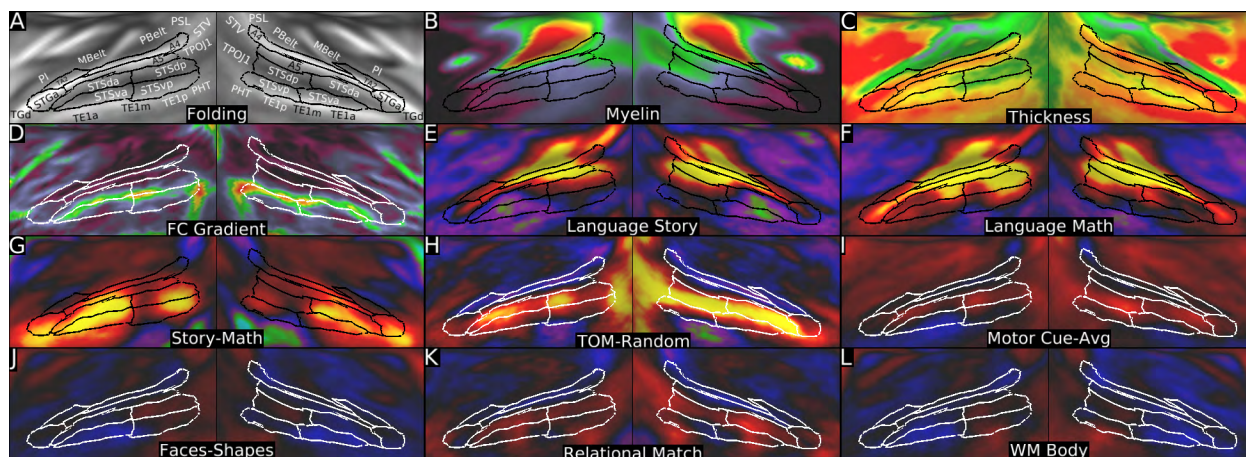 A
PSL
STV
PBelt
A4
TPOJ1
MBelt
A5
PI
TA2
STSdp
STGa
STSda
STSvp
PHT
STSva
TE1p
TGd
TE1m
TE1a
PSL
STV
A4
PBelt
TPOJ1
MBelt
A5
PI
STSdp
TA2
STSda
STGa
PHT
STSvp
STSva
TE1p
TE1m
TE1a
TGd
Folding
B
Myelin
C
Thickness
D
FC Gradient
E
Language Story
F
Language Math
G
Story-Math
H
TOM-Random
I
Motor Cue-Avg
J
Faces-Shapes
K
Relational Match
L
WM Body